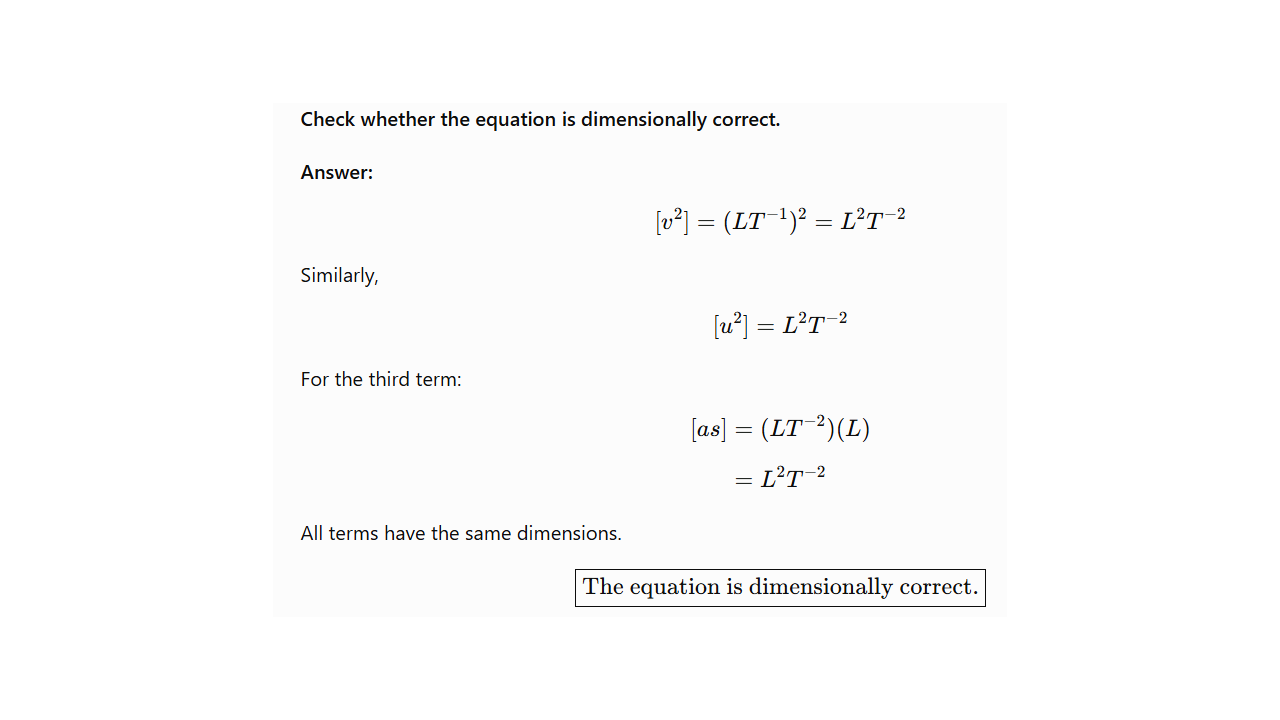 Check whether the equation is dimensionally correct.
Answer:
[v²] = (LT⁻¹)² = L²T⁻²
Similarly,
[u²] = L²T⁻²
For the third term:
[as] = (LT⁻²)(L)
= L²T⁻²
All terms have the same dimensions.
The equation is dimensionally correct.